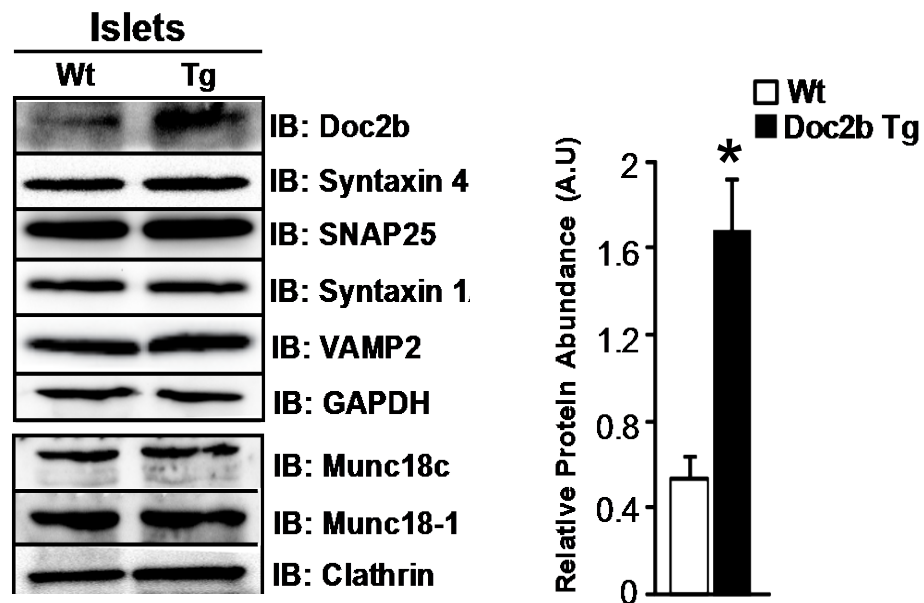 Islets
Wt Tg
IB: Doc2b
IB: Syntaxin 4
IB: SNAP25
IB: Syntaxin 1
IB: VAMP2
IB: GAPDH
IB: Munc18c
IB: Munc18-1
IB: Clathrin
Wt
Doc2b Tg
Relative Protein Abundance (A.U)
2
1.6
1.2
0.8
0.4
0
*